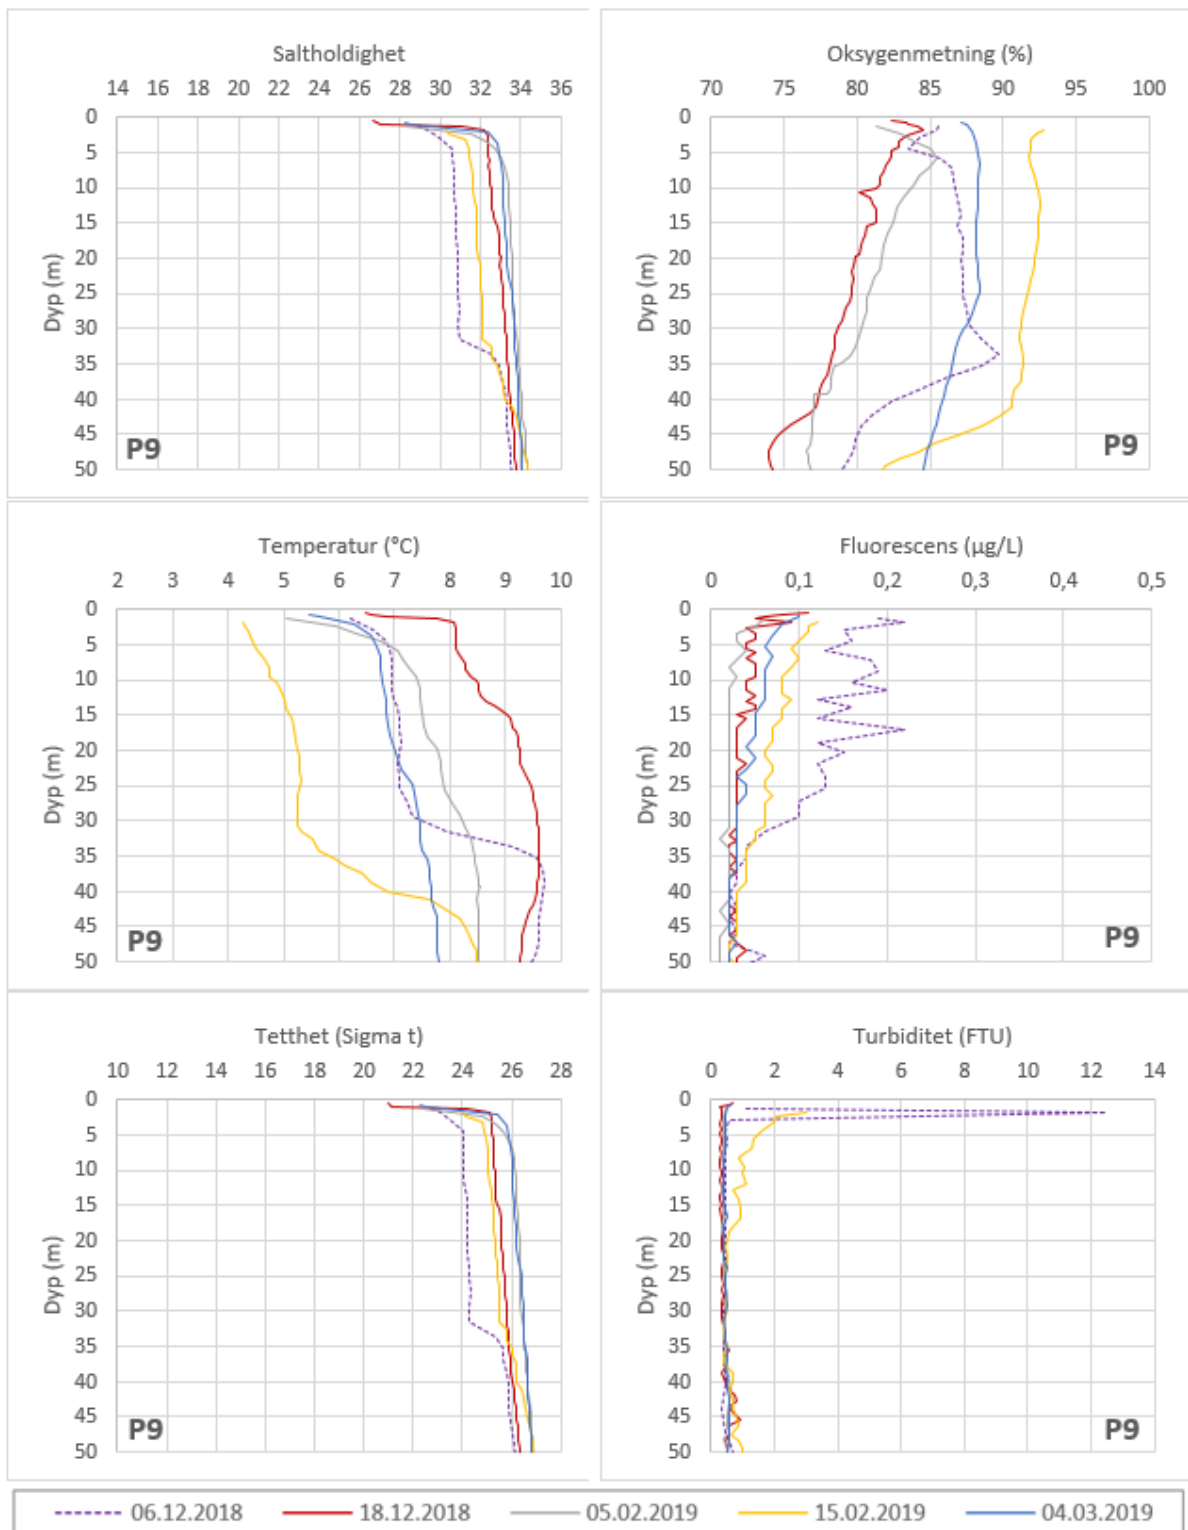 Saltholdighet
14 16 18 20 22 24 26 28 30 32 34 36
0
5
10
15
20
25
30
35
40
45
50
Dyp (m)
P9
Oksygenmetning (%)
70 75 80 85 90 95 100
0
5
10
15
20
25
30
35
40
45
50
Dyp (m)
P9
Temperatur (°C)
2 3 4 5 6 7 8 9 10
0
5
10
15
20
25
30
35
40
45
50
Dyp (m)
P9
Fluorescens (µg/L)
0 0,1 0,2 0,3 0,4 0,5
0
5
10
15
20
25
30
35
40
45
50
Dyp (m)
P9
Tetthet (Sigma t)
10 12 14 16 18 20 22 24 26 28
0
5
10
15
20
25
30
35
40
45
50
Dyp (m)
P9
Turbiditet (FTU)
0 2 4 6 8 10 12 14
0
5
10
15
20
25
30
35
40
45
50
Dyp (m)
P9
06.12.2018 18.12.2018 05.02.2019 15.02.2019 04.03.2019